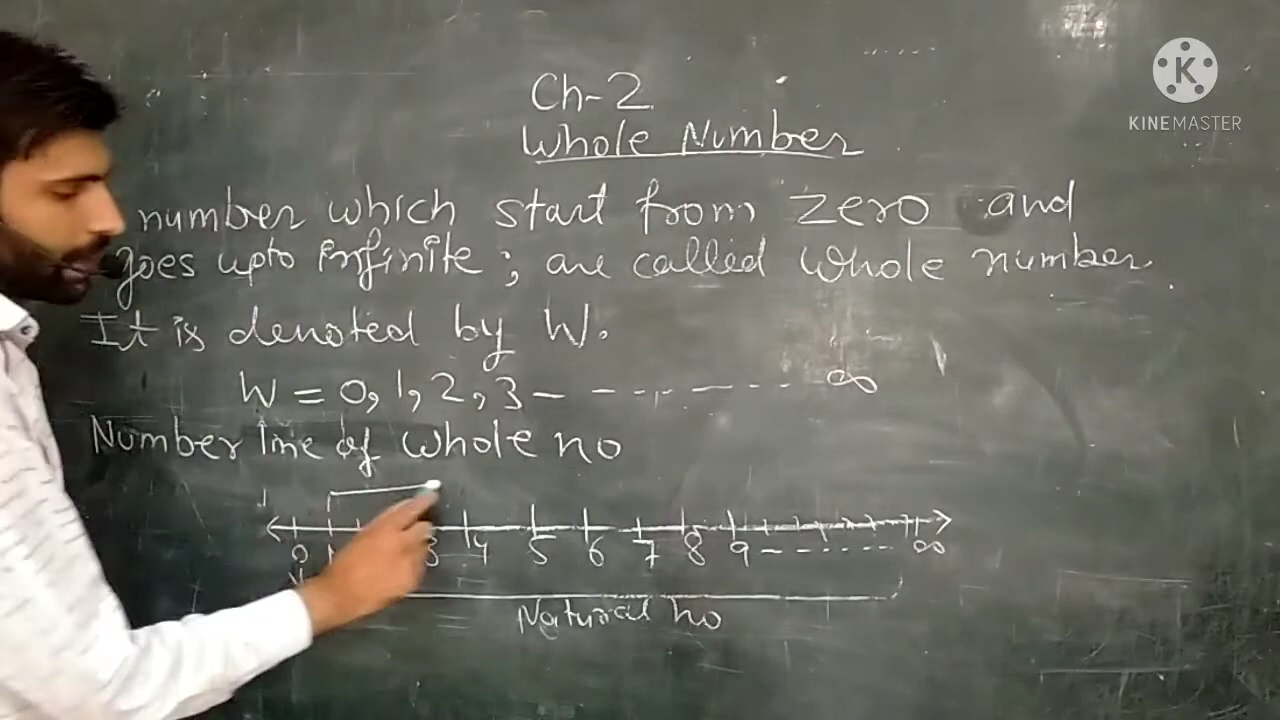 Ch-2
Whole Number
number which start from zero and
goes upto infinite; are called whole number
It is denoted by W.
W = 0, 1, 2, 3 - - - - - - - - ∞
Number line of whole no
0 3 4 5 6 7 8 9 - - - - - - ∞
Natural no
KINEMASTER